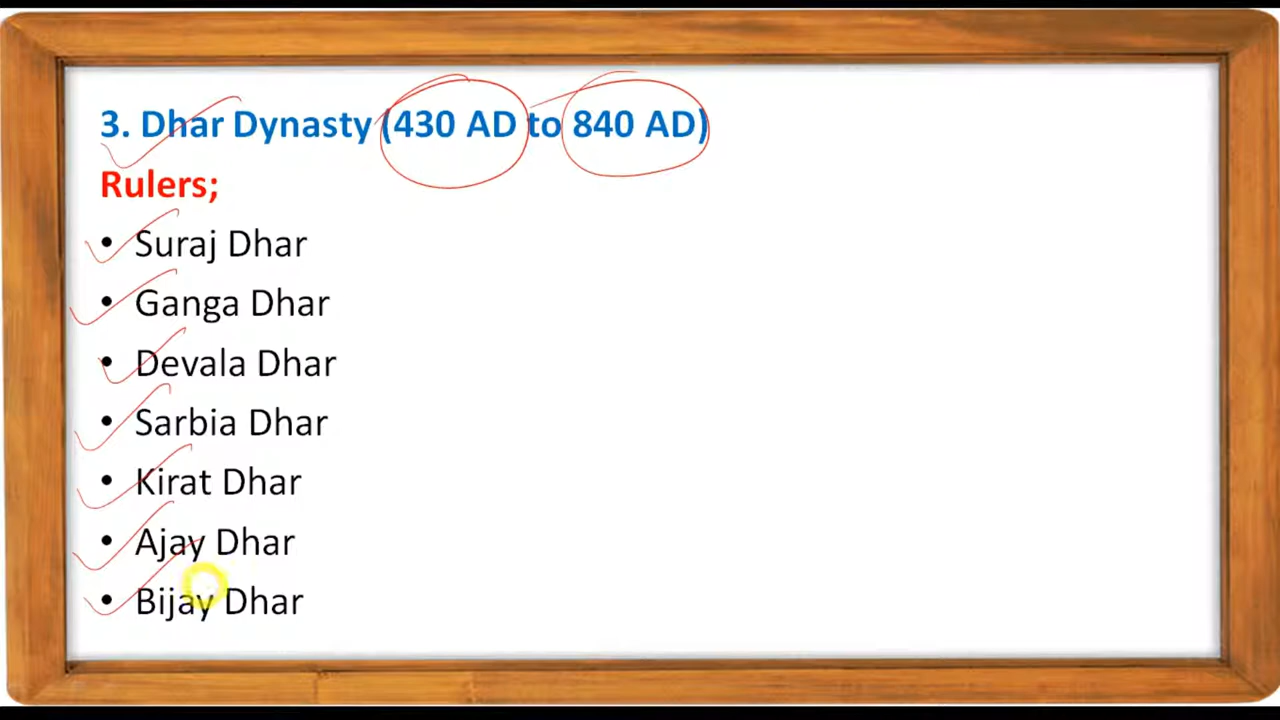 3. Dhar Dynasty (430 AD to 840 AD)
Rulers;
• Suraj Dhar
• Ganga Dhar
• Devala Dhar
• Sarbia Dhar
• Kirat Dhar
• Ajay Dhar
• Bijay Dhar